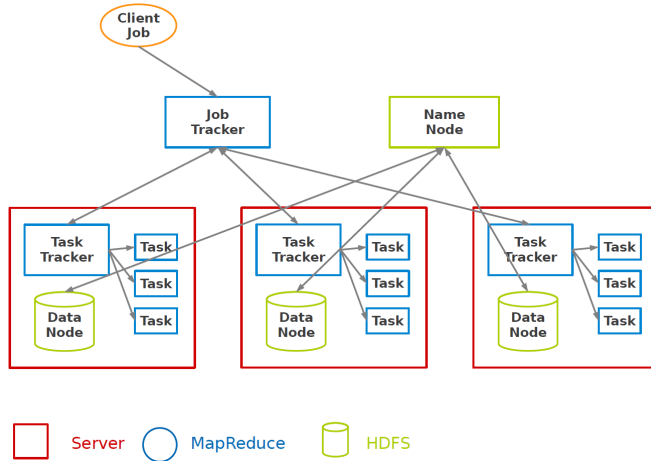 Client
Job
Job
Tracker
Name
Node
Task
Tracker
Task
Task
Task
Data
Node
Task
Tracker
Task
Task
Task
Data
Node
Task
Tracker
Task
Task
Task
Data
Node
Server
MapReduce
HDFS